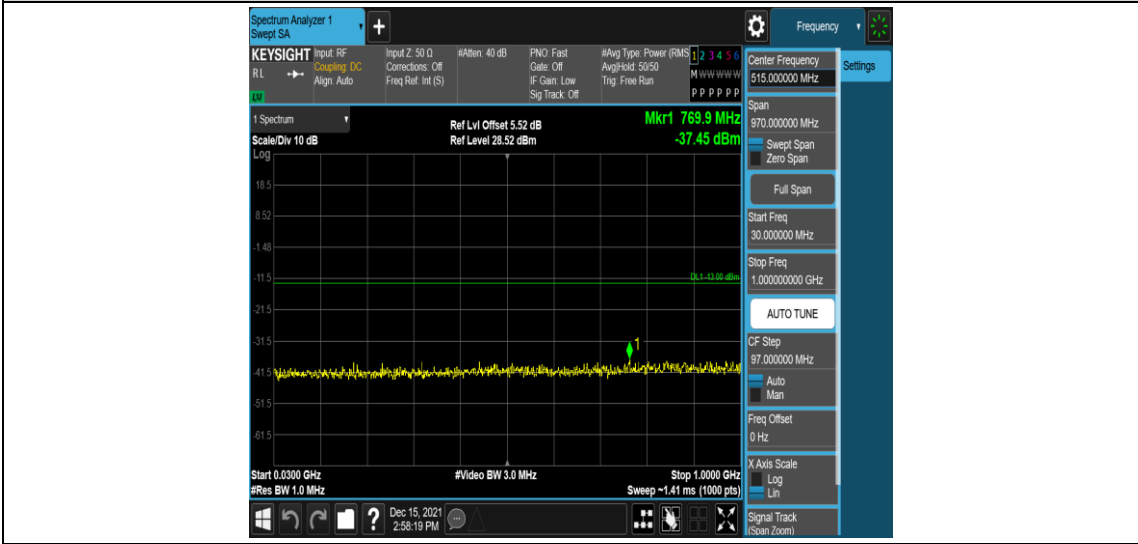 Spectrum Analyzer 1
Swept SA
Frequency
KEYSIGHT Input: RF
Coupling: DC
Align: Auto
R L
Input Z: 50 Ω
Corrections: Off
Freq Ref: Int (S)
#Atten: 40 dB
PNO: Fast
Gate: Off
IF Gain: Low
Sig Track: Off
#Avg Type: Power (RMS
Avg|Hold: 50/50
Trig: Free Run
1 2 3 4 5 6
M W W W W W
P P P P P P
Center Frequency
515.000000 MHz
Settings
1 Spectrum
Scale/Div 10 dB
Log
Ref Lvl Offset 5.52 dB
Ref Level 28.52 dBm
Mkr1 769.9 MHz
-37.45 dBm
Span
970.000000 MHz
Swept Span
Zero Span
Full Span
Start Freq
30.000000 MHz
Stop Freq
1.000000000 GHz
AUTO TUNE
CF Step
97.000000 MHz
Auto
Man
Freq Offset
0 Hz
X Axis Scale
Log
Lin
Signal Track
(Span Zoom)
18.5
8.52
-1.48
-11.5
DL1 -13.00 dBm
-21.5
-31.5
1
-41.5
-51.5
-61.5
Start 0.0300 GHz
#Video BW 3.0 MHz
Stop 1.0000 GHz
#Res BW 1.0 MHz
Sweep ~1.41 ms (1000 pts)
Dec 15, 2021
2:58:19 PM